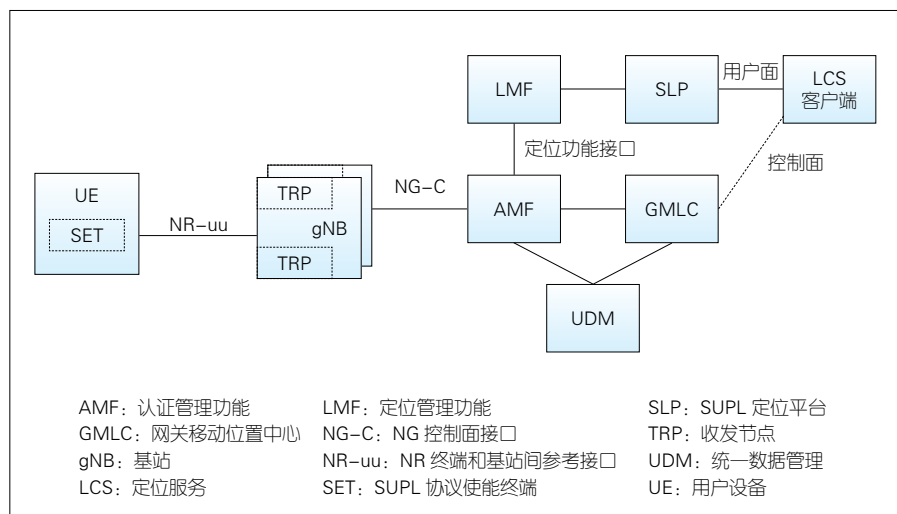 LMF
SLP
用户面
LCS
客户端
定位功能接口
控制面
UE
SET
NR-uu
TRP
gNB
TRP
NG-C
AMF
GMLC
UDM
AMF：认证管理功能
LMF：定位管理功能
SLP：SUPL 定位平台
GMLC：网关移动位置中心
NG-C：NG 控制面接口
TRP：收发节点
gNB：基站
NR-uu：NR 终端和基站间参考接口
UDM：统一数据管理
LCS：定位服务
SET：SUPL 协议使能终端
UE：用户设备